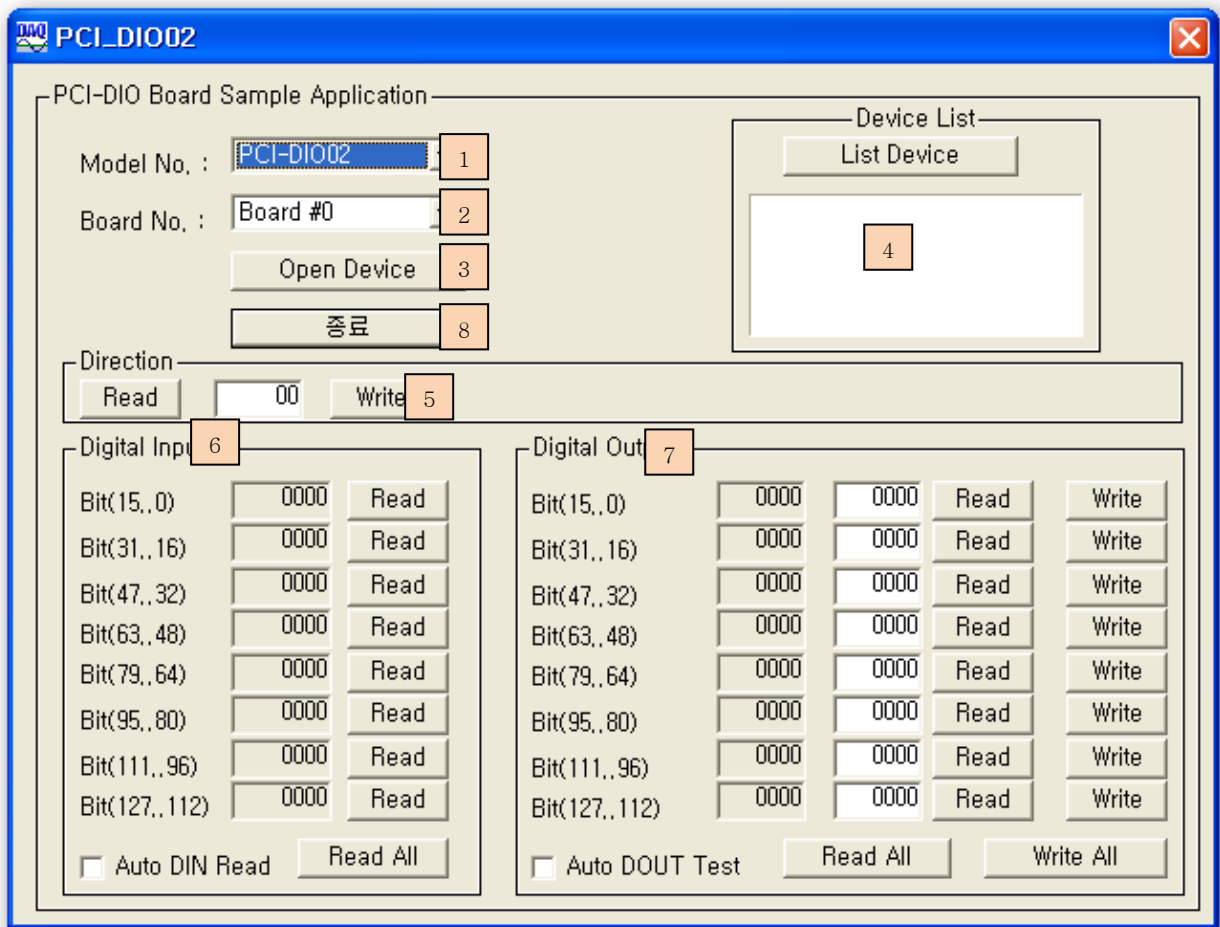 DAQ PCI_DIO02
PCI-DIO Board Sample Application
Model No. : PCI-DIO02 1
Board No. : Board #0 2
Open Device 3
종료 8
Device List
List Device
4
Direction
Read 00 Write 5
Digital Inpu 6
Bit(15..0) 0000 Read
Bit(31..16) 0000 Read
Bit(47..32) 0000 Read
Bit(63..48) 0000 Read
Bit(79..64) 0000 Read
Bit(95..80) 0000 Read
Bit(111..96) 0000 Read
Bit(127..112) 0000 Read
Auto DIN Read Read All
Digital Out 7
Bit(15..0) 0000 0000 Read Write
Bit(31..16) 0000 0000 Read Write
Bit(47..32) 0000 0000 Read Write
Bit(63..48) 0000 0000 Read Write
Bit(79..64) 0000 0000 Read Write
Bit(95..80) 0000 0000 Read Write
Bit(111..96) 0000 0000 Read Write
Bit(127..112) 0000 0000 Read Write
Auto DOUT Test Read All Write All